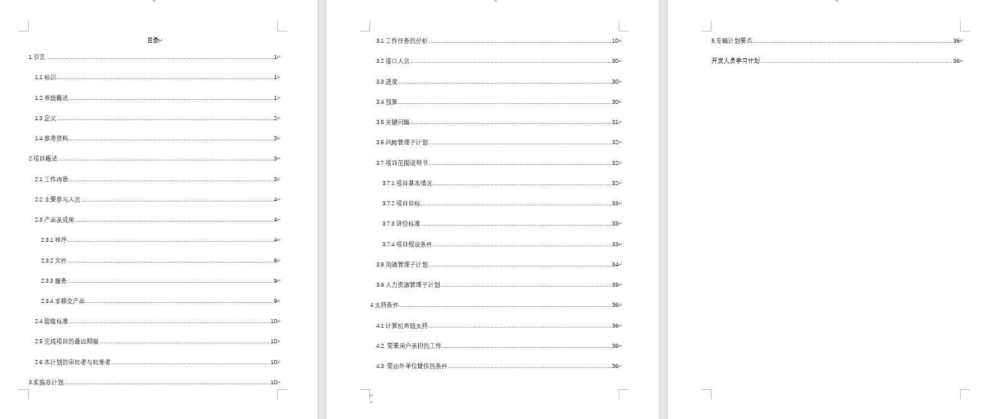 目录
1.引言 1
1.1 标识 1
1.2 系统概述 1
1.3 定义 2
1.4 参考资料 3
2.项目概述 3
2.1 工作内容 3
2.2 主要参与人员 4
2.3 产品及成果 4
2.3.1 程序 4
2.3.2 文件 8
2.3.3 服务 9
2.3.4 非移交产品 9
2.4 验收标准 10
2.5 完成项目的最迟期限 10
2.6 本计划的审批者与批准者 10
3.实施总计划 10
3.1 工作任务的分析 10
3.2 接口人员 30
3.3 进度 30
3.4 预算 30
3.5 关键问题 31
3.6 风险管理子计划 32
3.7 项目范围说明书 32
3.7.1 项目基本情况 32
3.7.2 项目目标 33
3.7.3 评价标准 33
3.7.4 项目假设条件 33
3.8 沟通管理子计划 34
3.9 人力资源管理子计划 35
4.支持条件 36
4.1 计算机系统支持 36
4.2 需要用户承担的工作 36
4.3 需由外单位提供的条件 36
5.专题计划要点 36
开发人员学习计划 36